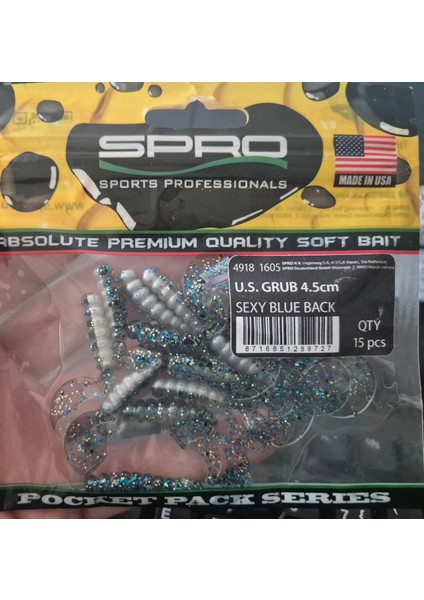 SPRO
SPORTS PROFESSIONALS
MADE IN USA
ABSOLUTE PREMIUM QUALITY SOFT BAIT
4918 1605
U.S. GRUB 4.5cm
SEXY BLUE BACK
QTY
15 pcs
8716851288727
POCKET PACK SERIES